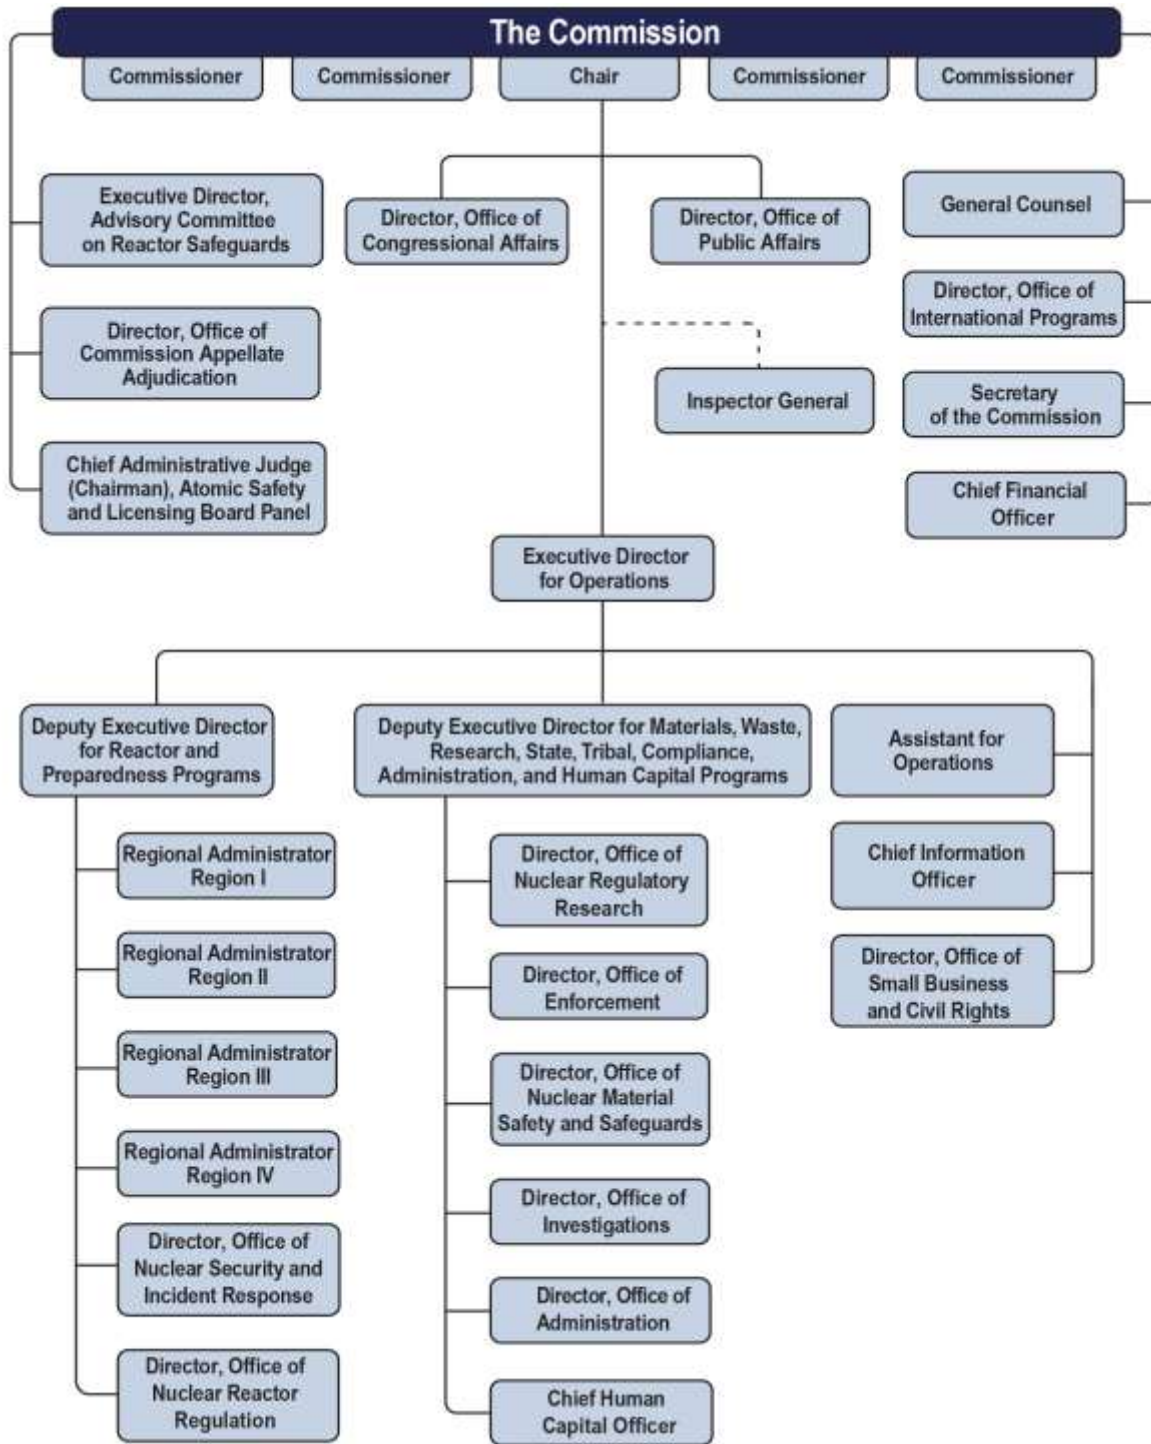 The Commission
Commissioner
Commissioner
Chair
Commissioner
Commissioner
Executive Director,
Advisory Committee
on Reactor Safeguards
Director, Office of
Congressional Affairs
Director, Office of
Public Affairs
General Counsel
Director, Office of
International Programs
Director, Office of
Commission Appellate
Adjudication
Inspector General
Secretary
of the Commission
Chief Administrative Judge
(Chairman), Atomic Safety
and Licensing Board Panel
Chief Financial
Officer
Executive Director
for Operations
Deputy Executive Director
for Reactor and
Preparedness Programs
Deputy Executive Director for Materials, Waste,
Research, State, Tribal, Compliance,
Administration, and Human Capital Programs
Assistant for
Operations
Regional Administrator
Region I
Regional Administrator
Region II
Regional Administrator
Region III
Regional Administrator
Region IV
Director, Office of
Nuclear Security and
Incident Response
Director, Office of
Nuclear Reactor
Regulation
Director, Office of
Nuclear Regulatory
Research
Director, Office of
Enforcement
Director, Office of
Nuclear Material
Safety and Safeguards
Director, Office of
Investigations
Director, Office of
Administration
Chief Human
Capital Officer
Chief Information
Officer
Director, Office of
Small Business
and Civil Rights